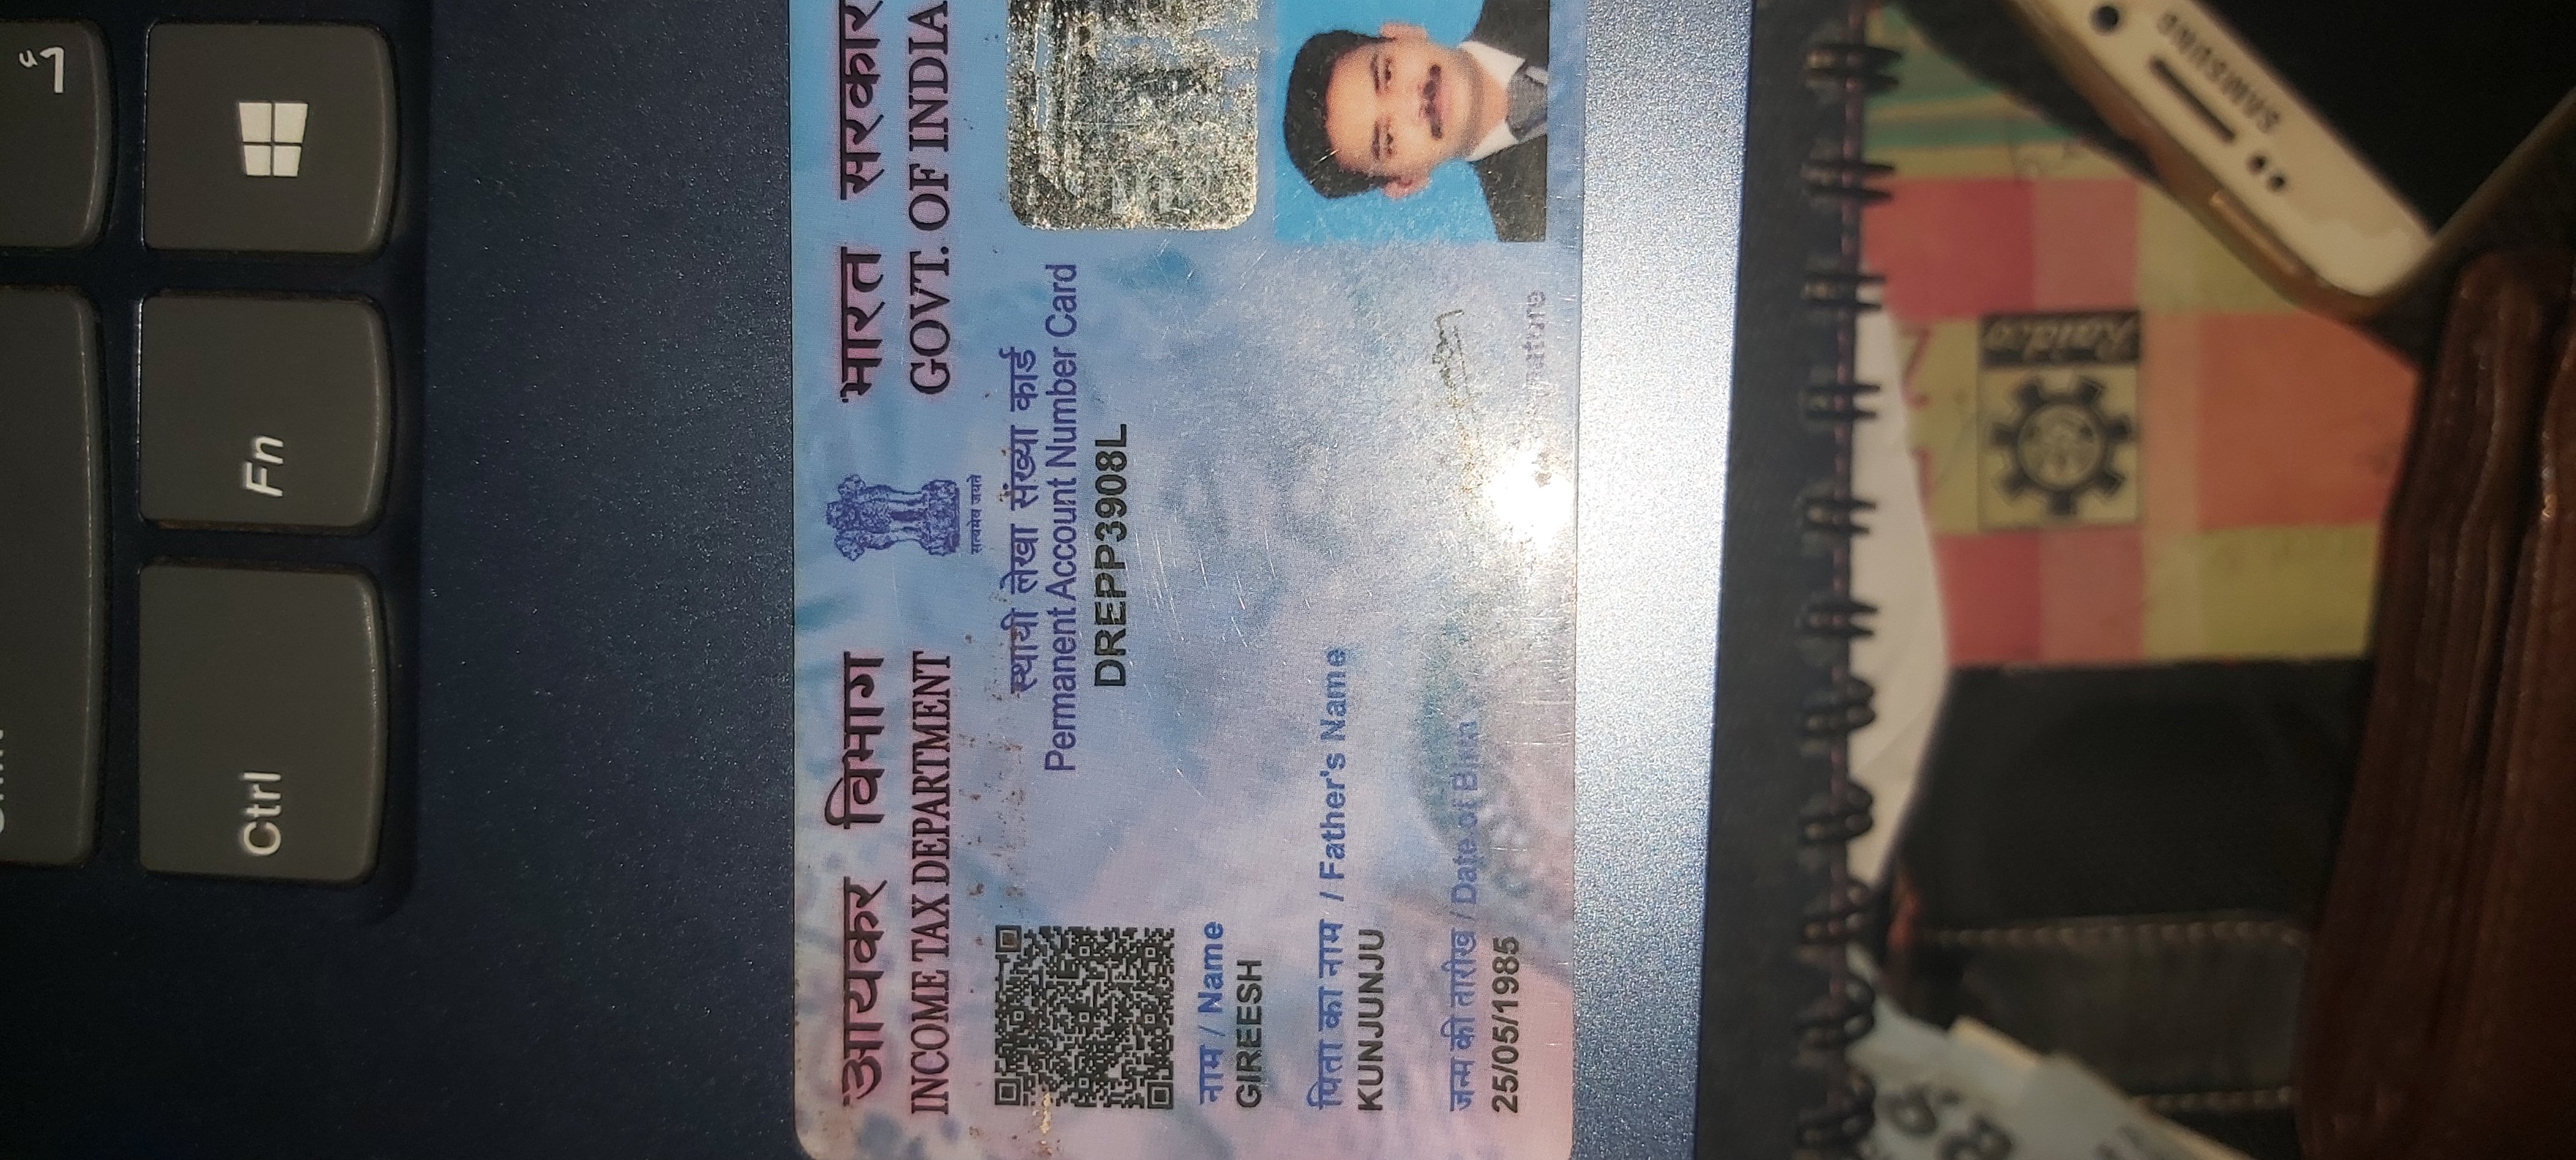 Ctrl
Fn
आयकर विभाग
INCOME TAX DEPARTMENT
सत्यमेव जयते
भारत सरकार
GOVT. OF INDIA
स्थायी लेखा संख्या कार्ड
Permanent Account Number Card
DREPP3908L
नाम / Name
GIREESH
पिता का नाम / Father's Name
KUNJUNJU
जन्म की तारीख / Date of Birth
25/05/1985
SAMSUNG